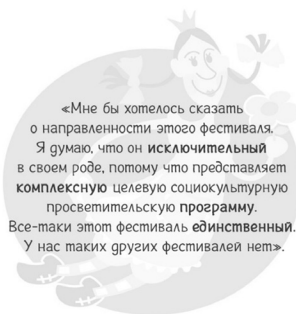 «Мне бы хотелось сказать
о направленности этого фестиваля.
Я думаю, что он исключительный
в своем роде, потому что представляет
комплексную целевую социокультурную
просветительскую программу.
Все-таки этот фестиваль единственный.
У нас таких других фестивалей нет».